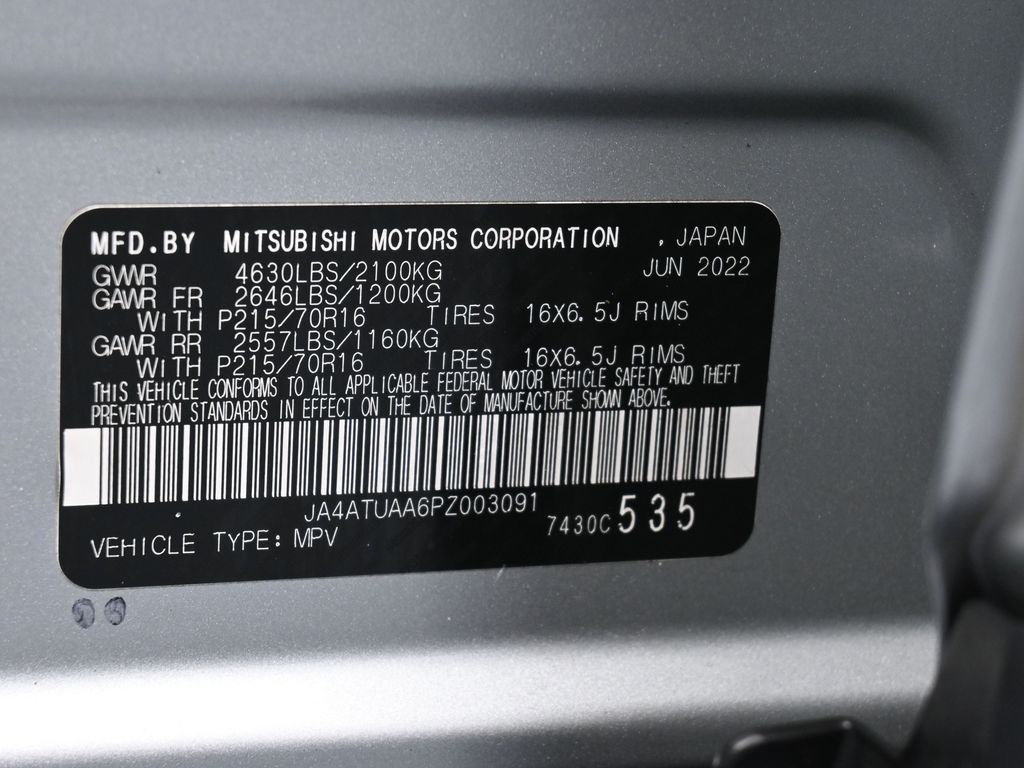 MFD.BY MITSUBISHI MOTORS CORPORATION , JAPAN
GVWR 4630LBS/2100KG JUN 2022
GAWR FR 2646LBS/1200KG
WITH P215/70R16 TIRES 16X6.5J RIMS
GAWR RR 2557LBS/1160KG
WITH P215/70R16 TIRES 16X6.5J RIMS
THIS VEHICLE CONFORMS TO ALL APPLICABLE FEDERAL MOTOR VEHICLE SAFETY AND THEFT
PREVENTION STANDARDS IN EFFECT ON THE DATE OF MANUFACTURE SHOWN ABOVE.
JA4ATUAA6PZ003091
VEHICLE TYPE: MPV 7430C 535